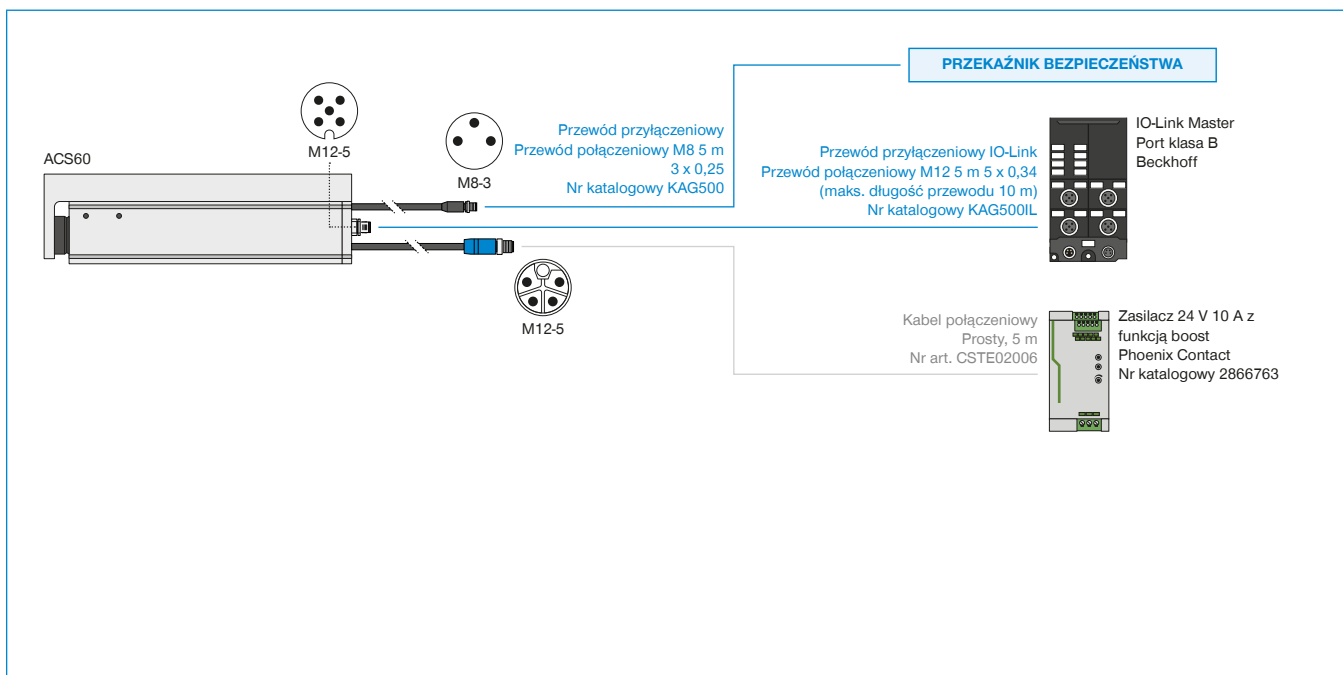 PRZEKAŹNIK BEZPIECZEŃSTWA
M12-5
ACS60
M8-3
Przewód przyłączeniowy
Przewód połączeniowy M8 5 m
3 x 0,25
Nr katalogowy KAG500
Przewód przyłączeniowy IO-Link
Przewód połączeniowy M12 5 m 5 x 0,34
(maks. długość przewodu 10 m)
Nr katalogowy KAG500IL
IO-Link Master
Port klasa B
Beckhoff
M12-5
Kabel połączeniowy
Prosty, 5 m
Nr art. CSTE02006
Zasilacz 24 V 10 A z
funkcją boost
Phoenix Contact
Nr katalogowy 2866763